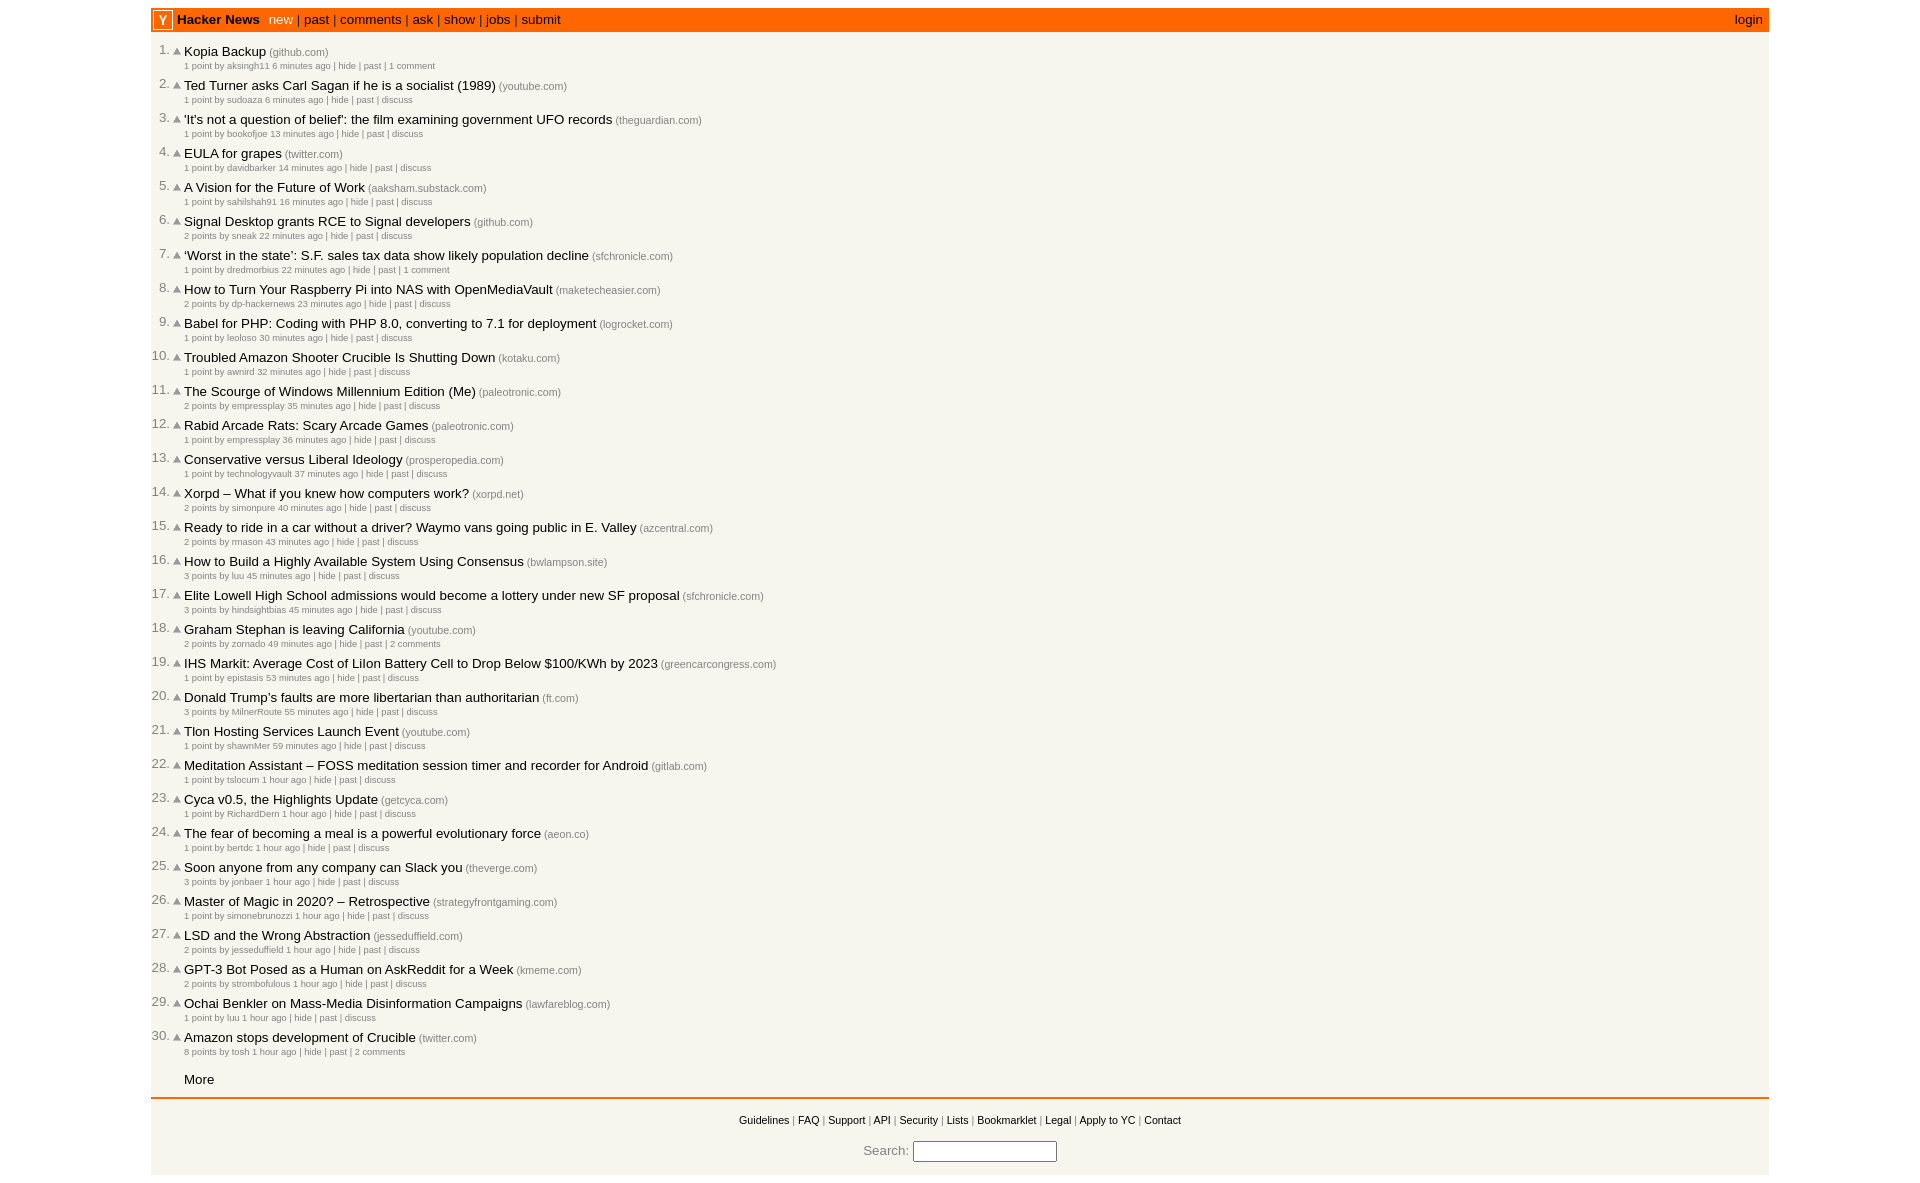 Y Hacker News new | past | comments | ask | show | jobs | submit login
1. Kopia Backup (github.com)
1 point by aksingh11 6 minutes ago | hide | past | 1 comment
2. Ted Turner asks Carl Sagan if he is a socialist (1989) (youtube.com)
1 point by sudoaza 6 minutes ago | hide | past | discuss
3. 'It's not a question of belief': the film examining government UFO records (theguardian.com)
1 point by bookofjoe 13 minutes ago | hide | past | discuss
4. EULA for grapes (twitter.com)
1 point by davidbarker 14 minutes ago | hide | past | discuss
5. A Vision for the Future of Work (aaksham.substack.com)
1 point by sahilshah91 16 minutes ago | hide | past | discuss
6. Signal Desktop grants RCE to Signal developers (github.com)
2 points by sneak 22 minutes ago | hide | past | discuss
7. ‘Worst in the state’: S.F. sales tax data show likely population decline (sfchronicle.com)
1 point by dredmorbius 22 minutes ago | hide | past | 1 comment
8. How to Turn Your Raspberry Pi into NAS with OpenMediaVault (maketecheasier.com)
2 points by dp-hackernews 23 minutes ago | hide | past | discuss
9. Babel for PHP: Coding with PHP 8.0, converting to 7.1 for deployment (logrocket.com)
1 point by leoloso 30 minutes ago | hide | past | discuss
10. Troubled Amazon Shooter Crucible Is Shutting Down (kotaku.com)
1 point by awnird 32 minutes ago | hide | past | discuss
11. The Scourge of Windows Millennium Edition (Me) (paleotronic.com)
2 points by empressplay 35 minutes ago | hide | past | discuss
12. Rabid Arcade Rats: Scary Arcade Games (paleotronic.com)
1 point by empressplay 36 minutes ago | hide | past | discuss
13. Conservative versus Liberal Ideology (prosperopedia.com)
1 point by technologyvault 37 minutes ago | hide | past | discuss
14. Xorpd – What if you knew how computers work? (xorpd.net)
2 points by simonpure 40 minutes ago | hide | past | discuss
15. Ready to ride in a car without a driver? Waymo vans going public in E. Valley (azcentral.com)
2 points by rmason 43 minutes ago | hide | past | discuss
16. How to Build a Highly Available System Using Consensus (bwlampson.site)
3 points by luu 45 minutes ago | hide | past | discuss
17. Elite Lowell High School admissions would become a lottery under new SF proposal (sfchronicle.com)
3 points by hindsightbias 45 minutes ago | hide | past | discuss
18. Graham Stephan is leaving California (youtube.com)
2 points by zornado 49 minutes ago | hide | past | 2 comments
19. IHS Markit: Average Cost of LiIon Battery Cell to Drop Below $100/KWh by 2023 (greencarcongress.com)
1 point by epistasis 53 minutes ago | hide | past | discuss
20. Donald Trump’s faults are more libertarian than authoritarian (ft.com)
3 points by MilnerRoute 55 minutes ago | hide | past | discuss
21. Tlon Hosting Services Launch Event (youtube.com)
1 point by shawnMer 59 minutes ago | hide | past | discuss
22. Meditation Assistant – FOSS meditation session timer and recorder for Android (gitlab.com)
1 point by tslocum 1 hour ago | hide | past | discuss
23. Cyca v0.5, the Highlights Update (getcyca.com)
1 point by RichardDern 1 hour ago | hide | past | discuss
24. The fear of becoming a meal is a powerful evolutionary force (aeon.co)
1 point by bertdc 1 hour ago | hide | past | discuss
25. Soon anyone from any company can Slack you (theverge.com)
3 points by jonbaer 1 hour ago | hide | past | discuss
26. Master of Magic in 2020? – Retrospective (strategyfrontgaming.com)
1 point by simonebrunozzi 1 hour ago | hide | past | discuss
27. LSD and the Wrong Abstraction (jesseduffield.com)
2 points by jesseduffield 1 hour ago | hide | past | discuss
28. GPT-3 Bot Posed as a Human on AskReddit for a Week (kmeme.com)
2 points by strombofulous 1 hour ago | hide | past | discuss
29. Ochai Benkler on Mass-Media Disinformation Campaigns (lawfareblog.com)
1 point by luu 1 hour ago | hide | past | discuss
30. Amazon stops development of Crucible (twitter.com)
8 points by tosh 1 hour ago | hide | past | 2 comments
More
Guidelines | FAQ | Support | API | Security | Lists | Bookmarklet | Legal | Apply to YC | Contact
Search: